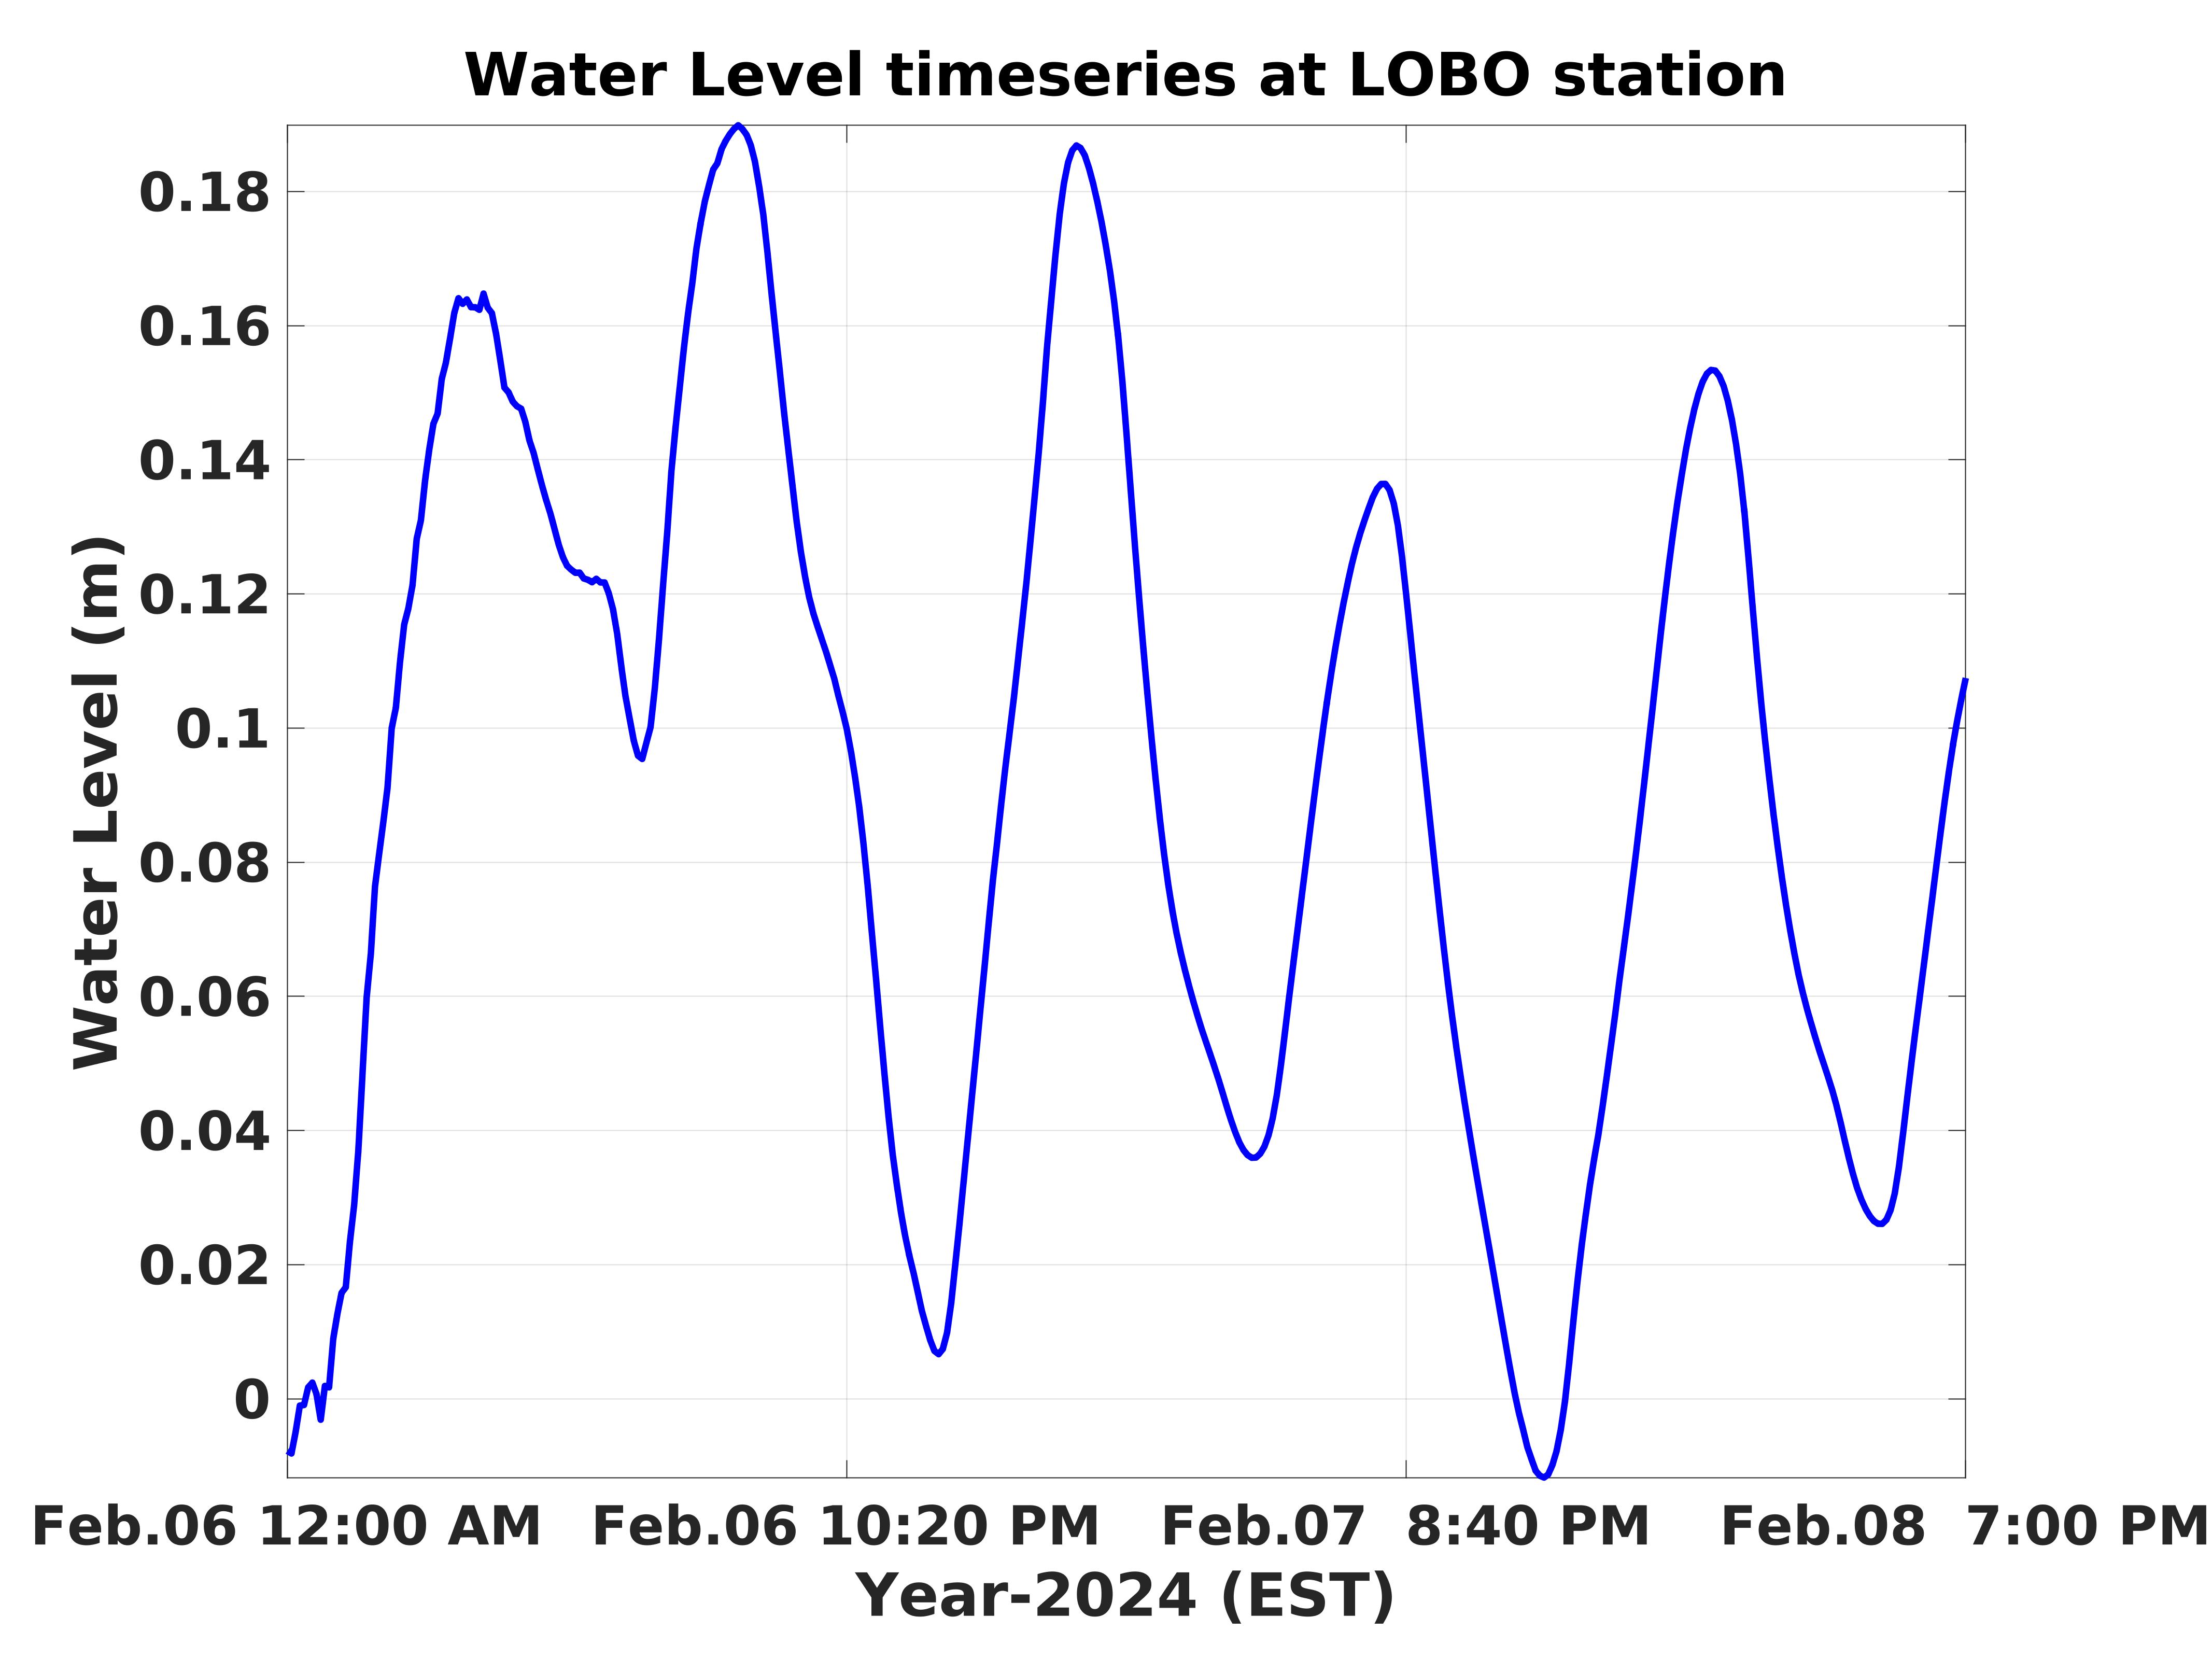 Water Level timeseries at LOBO station
Water Level (m)
0.18
0.16
0.14
0.12
0.1
0.08
0.06
0.04
0.02
0
Feb.06 12:00 AM Feb.06 10:20 PM Feb.07 8:40 PM Feb.08 7:00 PM
Year-2024 (EST)